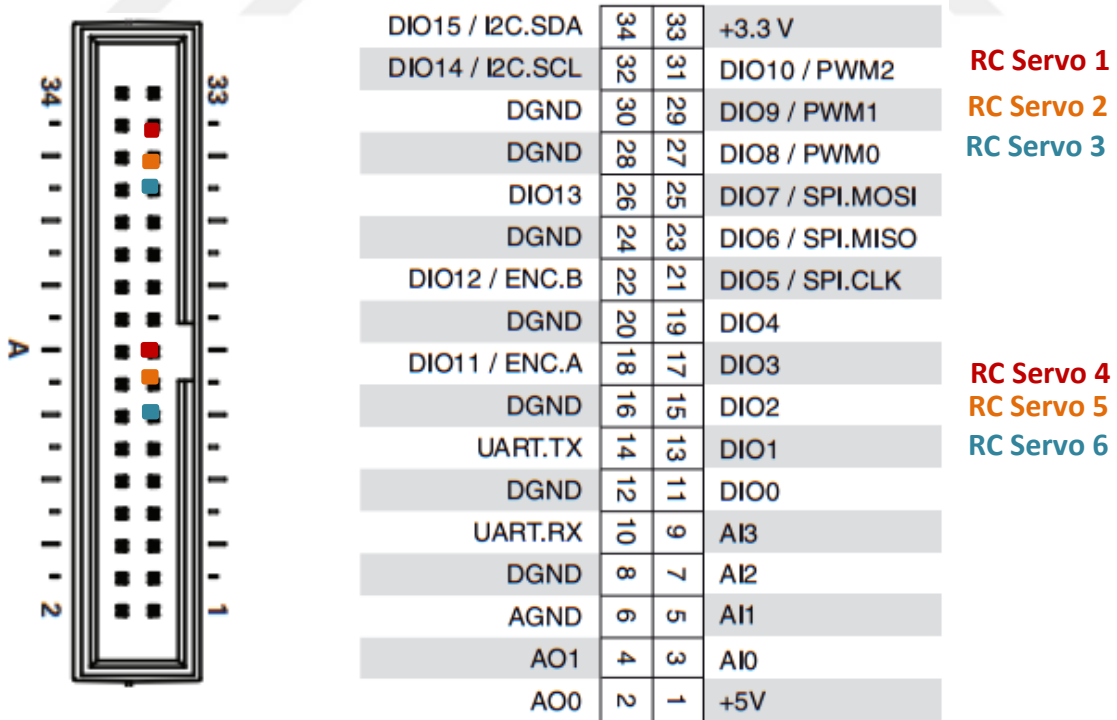 34
33
A
2
1
DIO15 / I2C.SDA 34 33 +3.3 V
DIO14 / I2C.SCL 32 31 DIO10 / PWM2 RC Servo 1
DGND 30 29 DIO9 / PWM1 RC Servo 2
DGND 28 27 DIO8 / PWM0 RC Servo 3
DIO13 26 25 DIO7 / SPI.MOSI
DGND 24 23 DIO6 / SPI.MISO
DIO12 / ENC.B 22 21 DIO5 / SPI.CLK
DGND 20 19 DIO4
DIO11 / ENC.A 18 17 DIO3 RC Servo 4
DGND 16 15 DIO2 RC Servo 5
UART.TX 14 13 DIO1 RC Servo 6
DGND 12 11 DIO0
UART.RX 10 9 AI3
DGND 8 7 AI2
AGND 6 5 AI1
AO1 4 3 AI0
AO0 2 1 +5V